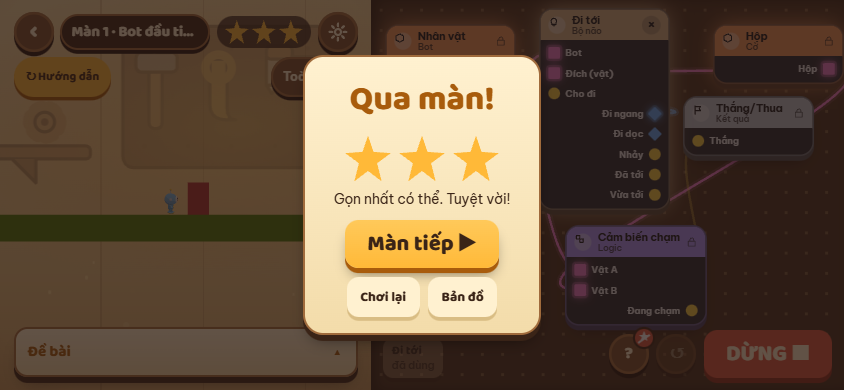 Màn 1 · Bot đầu ti...
Hướng dẫn
Nhân vật
Bot
Đi tới
Bộ não
Bot
Đích (vật)
Cho đi
Đi ngang
Đi dọc
Nhảy
Đã tới
Vừa tới
Hộp
Cỗ
Hộp
Thắng/Thua
Kết quả
Thắng
Cảm biến chạm
Logic
Vật A
Vật B
Đang chạm
Qua màn!
Gọn nhất có thể. Tuyệt vời!
Màn tiếp
Chơi lại
Bản đồ
Đề bài
Đi tới
đã dùng
?
DỪNG